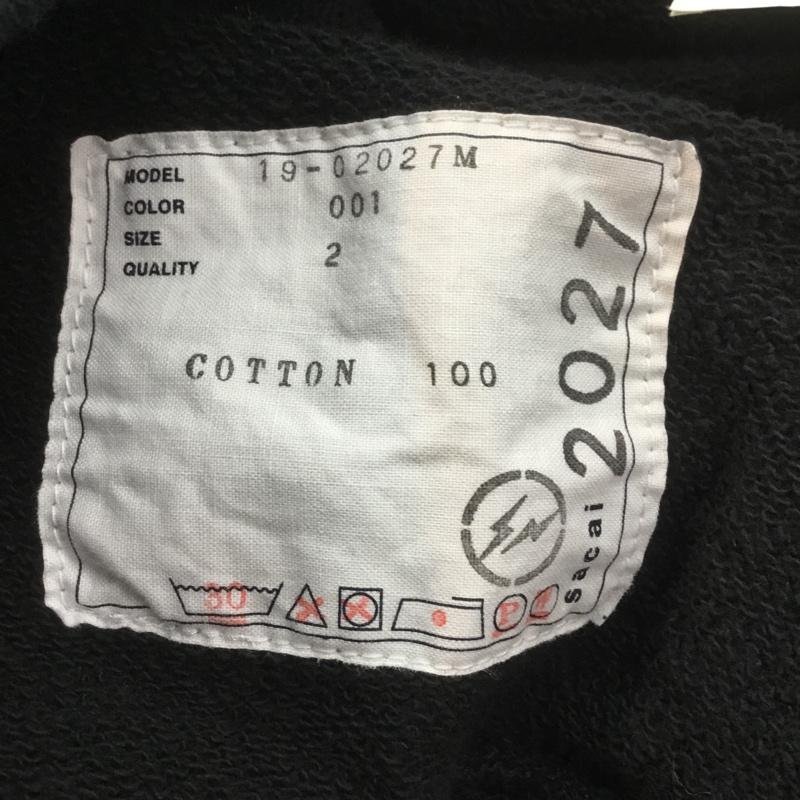 MODEL 19-02027M
COLOR 001
SIZE 2
QUALITY
COTTON 100
sacai 2027
30
P